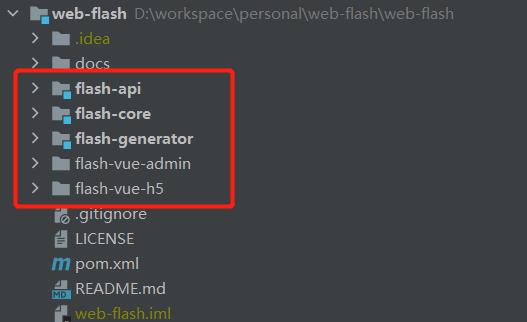 web-flash D:\workspace\personal\web-flash\web-flash
.idea
docs
flash-api
flash-core
flash-generator
flash-vue-admin
flash-vue-h5
.gitignore
LICENSE
pom.xml
README.md
web-flash.iml